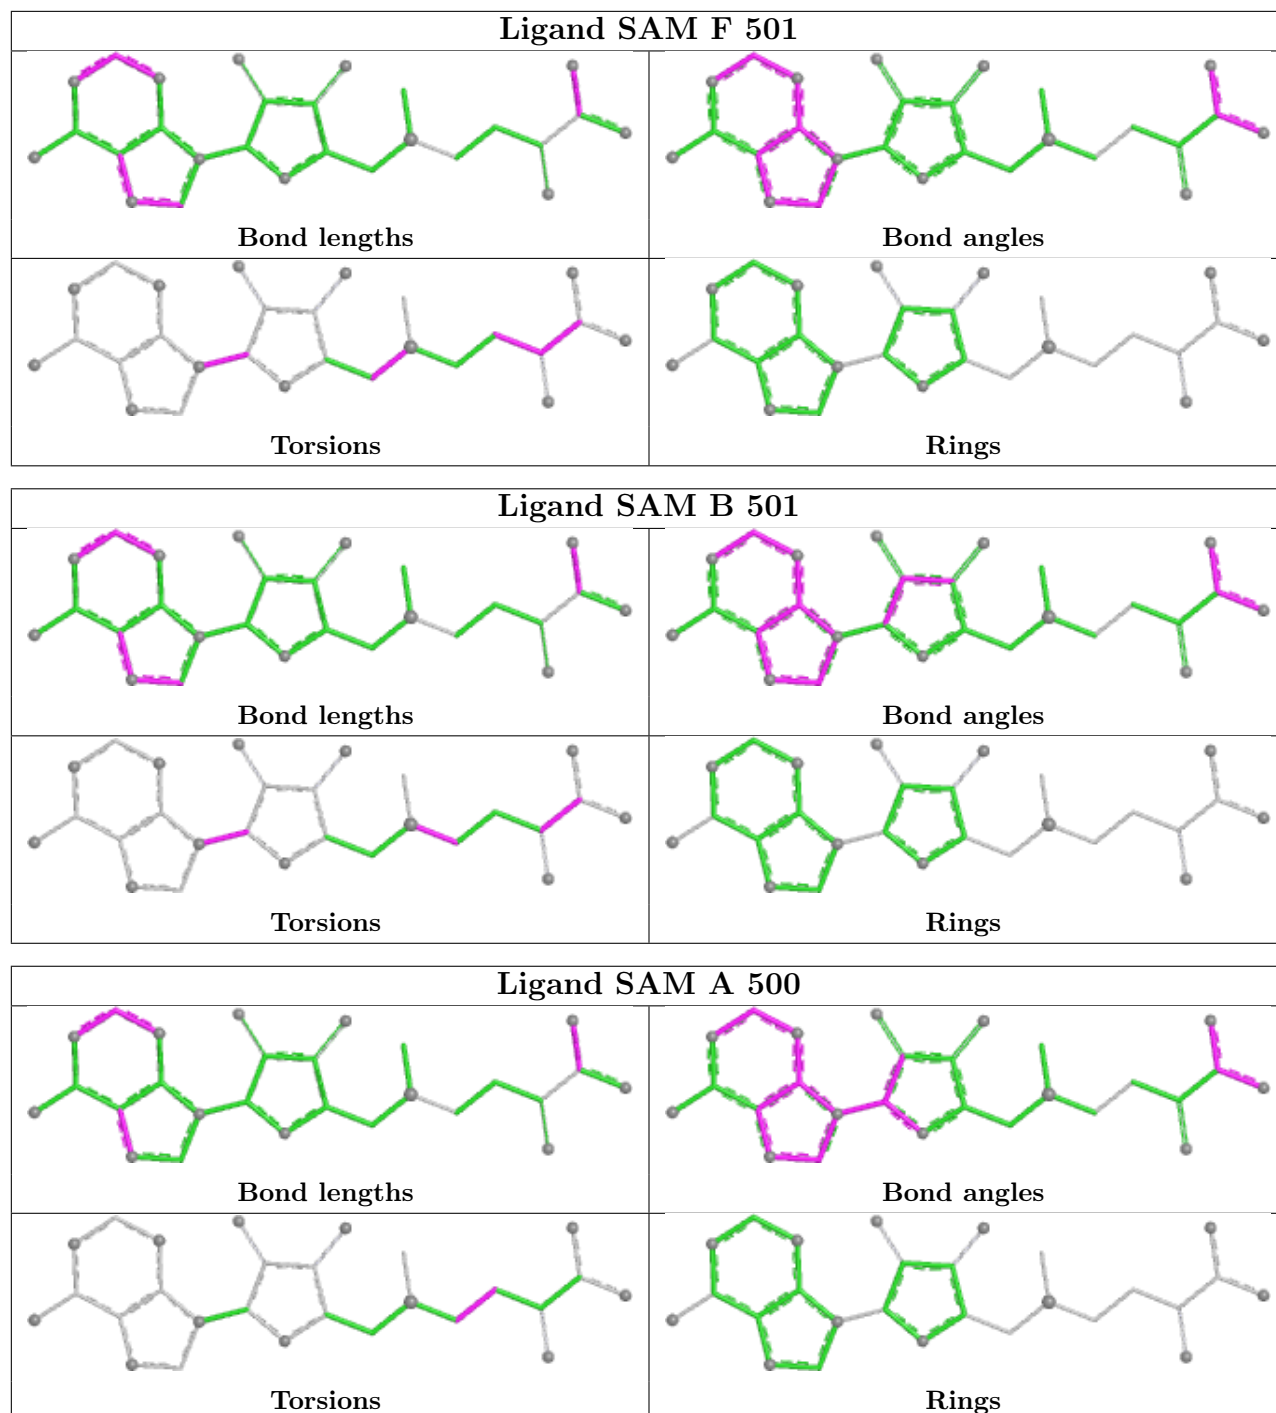 Ligand SAM F 501
Bond lengths
Bond angles
Torsions
Rings
Ligand SAM B 501
Bond lengths
Bond angles
Torsions
Rings
Ligand SAM A 500
Bond lengths
Bond angles
Torsions
Rings